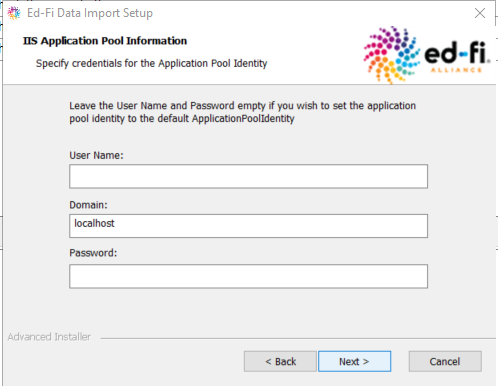 Ed-Fi Data Import Setup
IIS Application Pool Information
Specify credentials for the Application Pool Identity
ed-fi
ALLIANCE
Leave the User Name and Password empty if you wish to set the application
pool identity to the default ApplicationPoolIdentity
User Name:
Domain:
localhost
Password:
Advanced Installer
< Back
Next >
Cancel